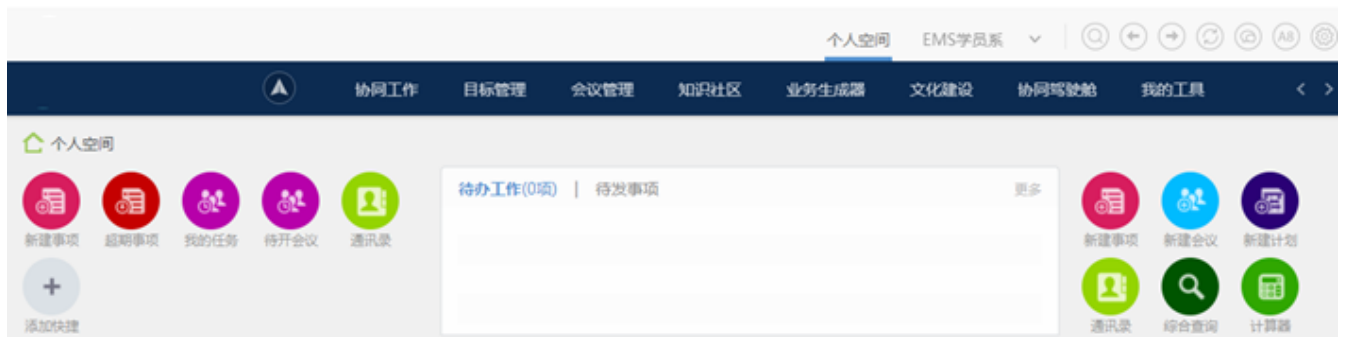 个人空间 EMS学员系
A8
协同工作 目标管理 会议管理 知识社区 业务生成器 文化建设 协同驾驶舱 我的工具
个人空间
待办工作(0项) | 待发事项 更多
新建事项 超期事项 我的任务 待开会议 通讯录
新建事项 新建会议 新建计划
添加快捷
通讯录 综合查询 计算器